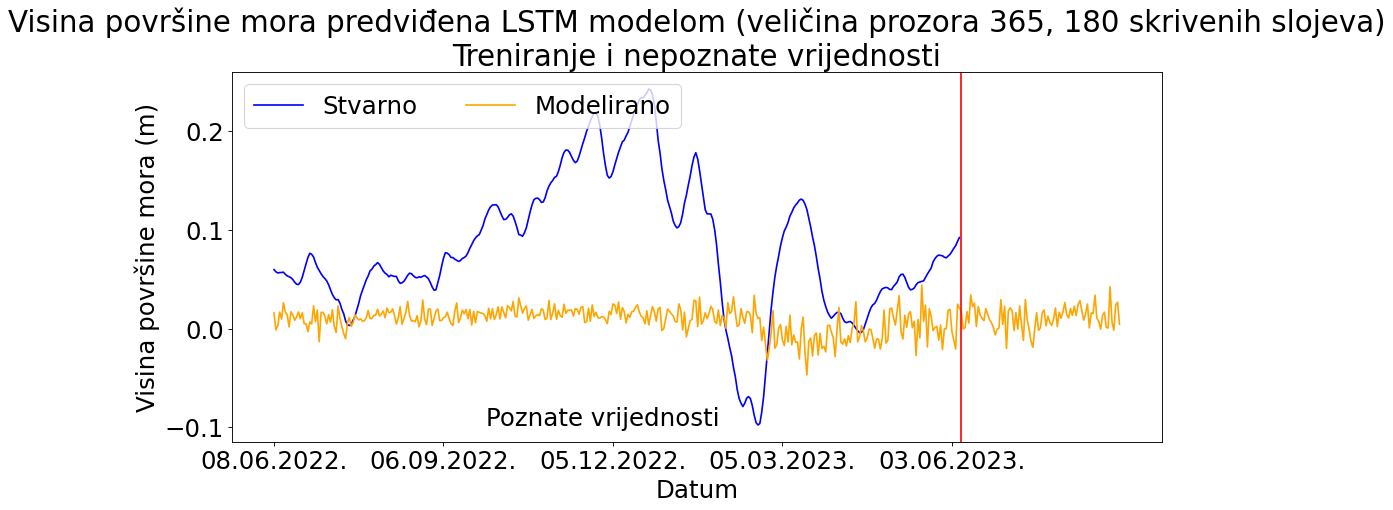 Visina površine mora predviđena LSTM modelom (veličina prozora 365, 180 skrivenih slojeva)
Treniranje i nepoznate vrijednosti
Stvarno
Modelirano
Visina površine mora (m)
0.2
0.1
0.0
−0.1
Poznate vrijednosti
08.06.2022.
06.09.2022.
05.12.2022.
05.03.2023.
03.06.2023.
Datum